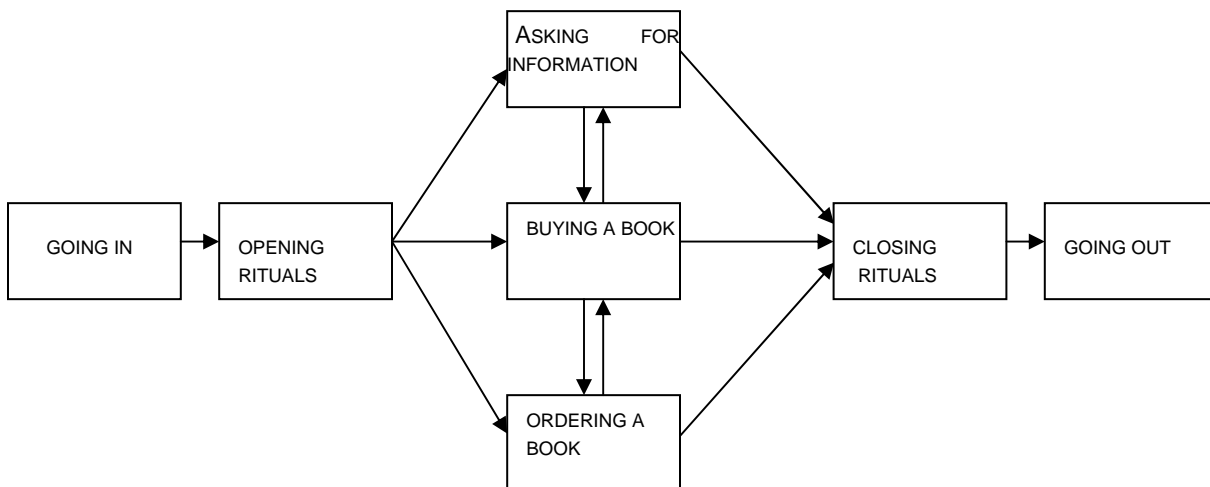 ASKING FOR
INFORMATION
GOING IN
OPENING
RITUALS
BUYING A BOOK
CLOSING
RITUALS
GOING OUT
ORDERING A
BOOK